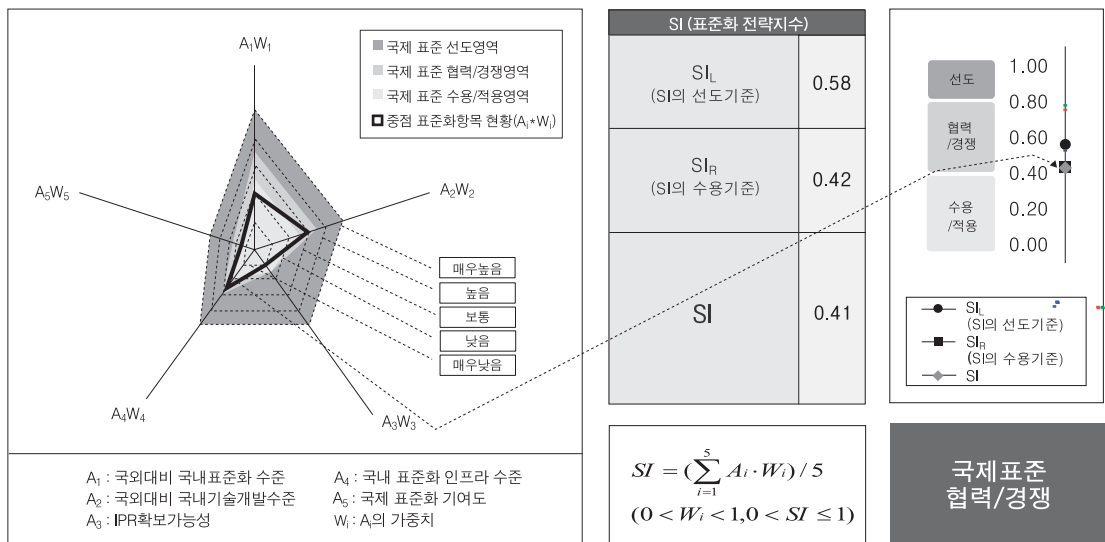 A₁W₁
A₂W₂
A₃W₃
A₄W₄
A₅W₅
국제 표준 선도영역
국제 표준 협력/경쟁영역
국제 표준 수용/적용영역
중점 표준화항목 현황(Aᵢ*Wᵢ)
매우높음
높음
보통
낮음
매우낮음
A₁ : 국외대비 국내표준화 수준
A₂ : 국외대비 국내기술개발수준
A₃ : IPR확보가능성
A₄ : 국내 표준화 인프라 수준
A₅ : 국제 표준화 기여도
Wᵢ : Aᵢ의 가중치
SI (표준화 전략지수)
SI_L
(SI의 선도기준)
0.58
SI_R
(SI의 수용기준)
0.42
SI
0.41
SI = (∑_{i=1}^{5} Aᵢ · Wᵢ) / 5
(0 < Wᵢ < 1, 0 < SI ≤ 1)
선도
협력
/경쟁
수용
/적용
1.00
0.80
0.60
0.40
0.20
0.00
SI_L
(SI의 선도기준)
SI_R
(SI의 수용기준)
SI
국제표준
협력/경쟁